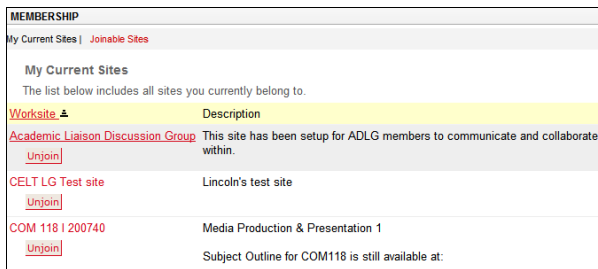 MEMBERSHIP
My Current Sites | Joinable Sites
My Current Sites
The list below includes all sites you currently belong to.
Worksite Description
Academic Liaison Discussion Group This site has been setup for ADLG members to communicate and collaborate
within.
Unjoin
CELT LG Test site Lincoln's test site
Unjoin
COM 118 I 200740 Media Production & Presentation 1
Unjoin
Subject Outline for COM118 is still available at: